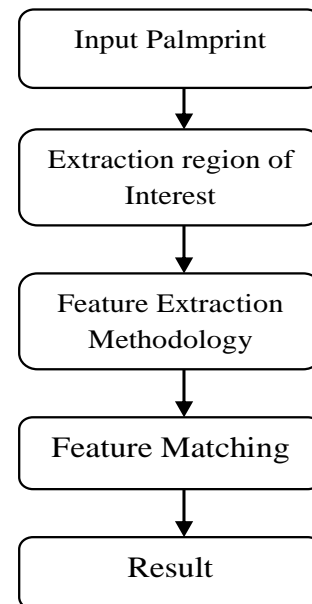 Input Palmprint
Extraction region of
Interest
Feature Extraction
Methodology
Feature Matching
Result